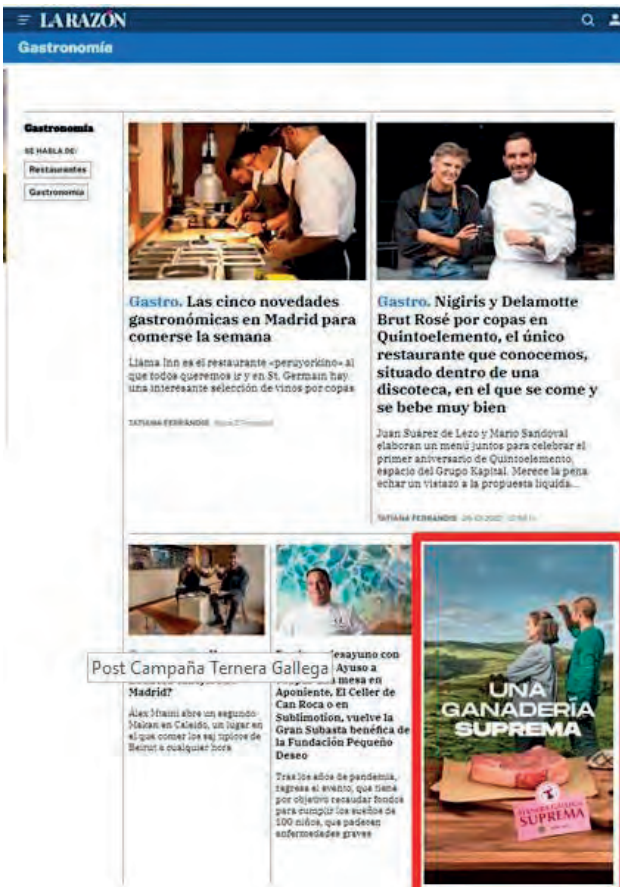 LA RAZÓN
Gastronomía
Gastronomía
SE HABLA DE:
Restaurantes
Gastronomía
Gastro. Las cinco novedades
gastronómicas en Madrid para
comerse la semana
Llama Inn es el restaurante «peruyorkino» al
que todos queremos ir y en St. Germain hay
una interesante selección de vinos por copas
TATIANA FERRANDIS
Gastro. Nigiris y Delamotte
Brut Rosé por copas en
Quintoelemento, el único
restaurante que conocemos,
situado dentro de una
discoteca, en el que se come y
se bebe muy bien
Juan Suárez de Lezo y Mario Sandoval
elaboran un menú juntos para celebrar el
primer aniversario de Quintoelemento,
espacio del Grupo Kapital. Merece la pena
echar un vistazo a la propuesta líquida...
TATIANA FERRANDIS
Post Campaña Ternera Gallega
Madrid?
Álex Mtaini abre un segundo
Makan en Caleido, un lugar en
el que comer los saj típicos de
Beirut a cualquier hora
esayuno con
Ayuso a
mesa en
Aponiente, El Celler de
Can Roca o en
Sublimotion, vuelve la
Gran Subasta benéfica de
la Fundación Pequeño
Deseo
Tras los años de pandemia,
regresa el evento, que tiene
por objetivo recaudar fondos
para cumplir los sueños de
100 niños, que padecen
enfermedades graves
UNA
GANADERÍA
SUPREMA
TERNERA GALLEGA
SUPREMA